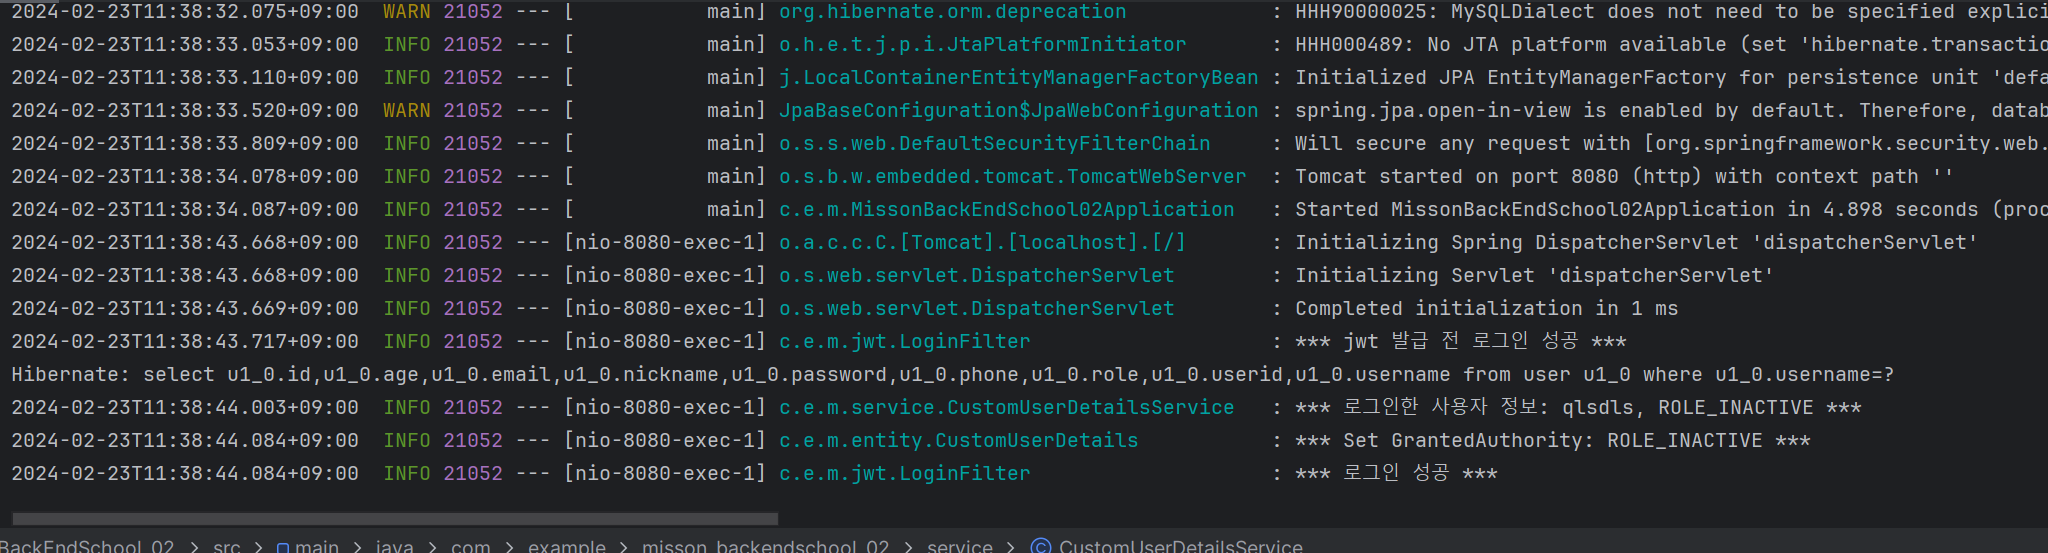 2024-02-23T11:38:32.075+09:00  WARN 21052 --- [           main] org.hibernate.orm.deprecation            : HHH90000025: MySQLDialect does not need to be specified explici
2024-02-23T11:38:33.053+09:00  INFO 21052 --- [           main] o.h.e.t.j.p.i.JtaPlatformInitiator       : HHH000489: No JTA platform available (set 'hibernate.transactio
2024-02-23T11:38:33.110+09:00  INFO 21052 --- [           main] j.LocalContainerEntityManagerFactoryBean : Initialized JPA EntityManagerFactory for persistence unit 'defa
2024-02-23T11:38:33.520+09:00  WARN 21052 --- [           main] JpaBaseConfiguration$JpaWebConfiguration : spring.jpa.open-in-view is enabled by default. Therefore, datab
2024-02-23T11:38:33.809+09:00  INFO 21052 --- [           main] o.s.s.web.DefaultSecurityFilterChain     : Will secure any request with [org.springframework.security.web.
2024-02-23T11:38:34.078+09:00  INFO 21052 --- [           main] o.s.b.w.embedded.tomcat.TomcatWebServer  : Tomcat started on port 8080 (http) with context path ''
2024-02-23T11:38:34.087+09:00  INFO 21052 --- [           main] c.e.m.MissonBackEndSchool02Application   : Started MissonBackEndSchool02Application in 4.898 seconds (proc
2024-02-23T11:38:43.668+09:00  INFO 21052 --- [nio-8080-exec-1] o.a.c.c.C.[Tomcat].[localhost].[/]       : Initializing Spring DispatcherServlet 'dispatcherServlet'
2024-02-23T11:38:43.668+09:00  INFO 21052 --- [nio-8080-exec-1] o.s.web.servlet.DispatcherServlet        : Initializing Servlet 'dispatcherServlet'
2024-02-23T11:38:43.669+09:00  INFO 21052 --- [nio-8080-exec-1] o.s.web.servlet.DispatcherServlet        : Completed initialization in 1 ms
2024-02-23T11:38:43.717+09:00  INFO 21052 --- [nio-8080-exec-1] c.e.m.jwt.LoginFilter                    : *** jwt 발급 전 로그인 성공 ***
Hibernate: select u1_0.id,u1_0.age,u1_0.email,u1_0.nickname,u1_0.password,u1_0.phone,u1_0.role,u1_0.userid,u1_0.username from user u1_0 where u1_0.username=?
2024-02-23T11:38:44.003+09:00  INFO 21052 --- [nio-8080-exec-1] c.e.m.service.CustomUserDetailsService   : *** 로그인한 사용자 정보: qlsdls, ROLE_INACTIVE ***
2024-02-23T11:38:44.084+09:00  INFO 21052 --- [nio-8080-exec-1] c.e.m.entity.CustomUserDetails           : *** Set GrantedAuthority: ROLE_INACTIVE ***
2024-02-23T11:38:44.084+09:00  INFO 21052 --- [nio-8080-exec-1] c.e.m.jwt.LoginFilter                    : *** 로그인 성공 ***
BackEndSchool_02 > src > main > java > com > example > misson_backendschool_02 > service > CustomUserDetailsService